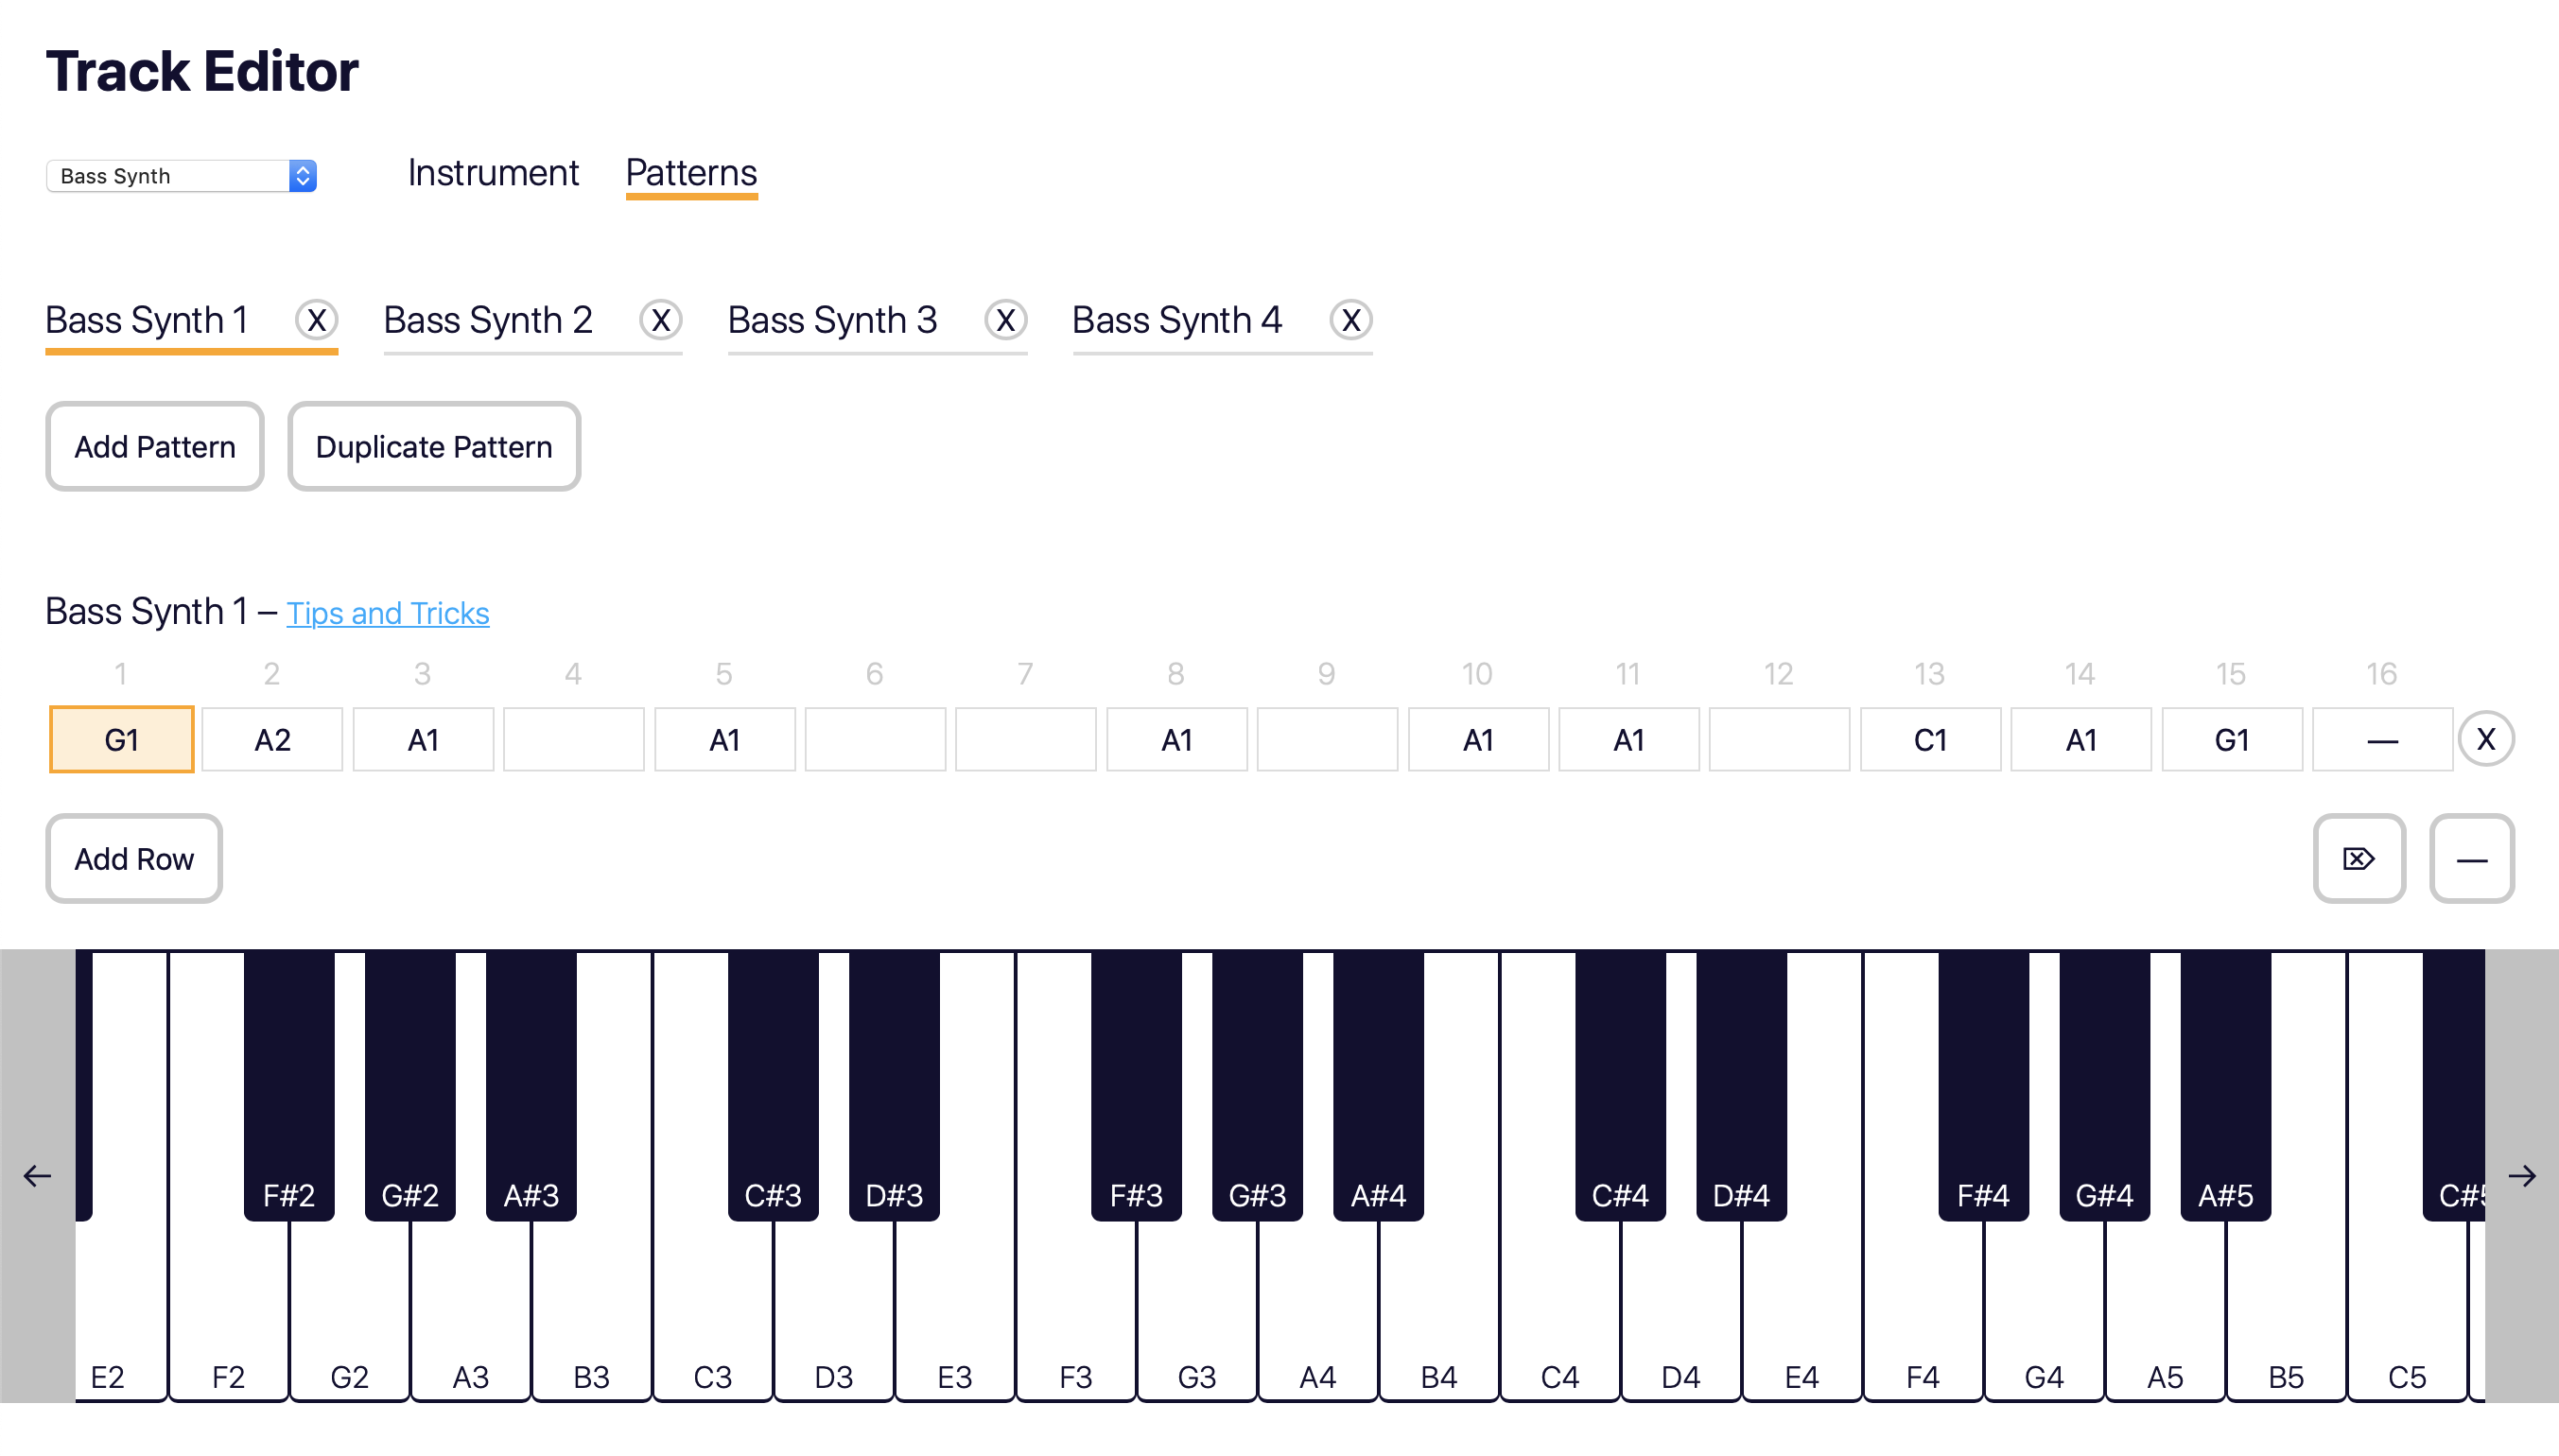 Track Editor
Bass Synth
Instrument Patterns
Bass Synth 1 X Bass Synth 2 X Bass Synth 3 X Bass Synth 4 X
Add Pattern Duplicate Pattern
Bass Synth 1 – Tips and Tricks
1 2 3 4 5 6 7 8 9 10 11 12 13 14 15 16
G1 A2 A1 A1 A1 A1 A1 C1 A1 G1 — X
Add Row —
F#2 G#2 A#3 C#3 D#3 F#3 G#3 A#4 C#4 D#4 F#4 G#4 A#5 C#5
E2 F2 G2 A3 B3 C3 D3 E3 F3 G3 A4 B4 C4 D4 E4 F4 G4 A5 B5 C5